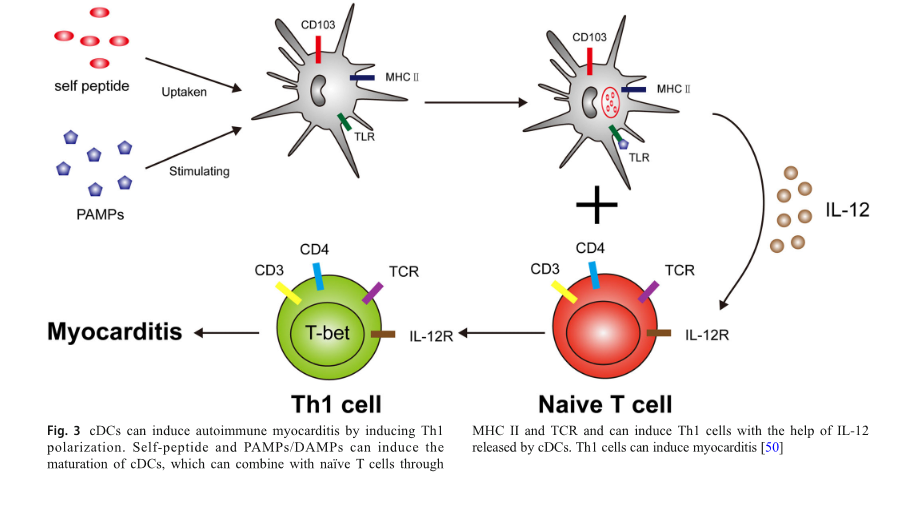 CD103
CD103
self peptide
Uptaken
MHC II
MHC II
TLR
TLR
Stimulating
PAMPs
IL-12
CD4
CD4
CD3
TCR
CD3
TCR
Myocarditis
T-bet
IL-12R
IL-12R
Th1 cell
Naive T cell
Fig. 3 cDCs can induce autoimmune myocarditis by inducing Th1
polarization. Self-peptide and PAMPs/DAMPs can induce the
maturation of cDCs, which can combine with naïve T cells through
MHC II and TCR and can induce Th1 cells with the help of IL-12
released by cDCs. Th1 cells can induce myocarditis [50]